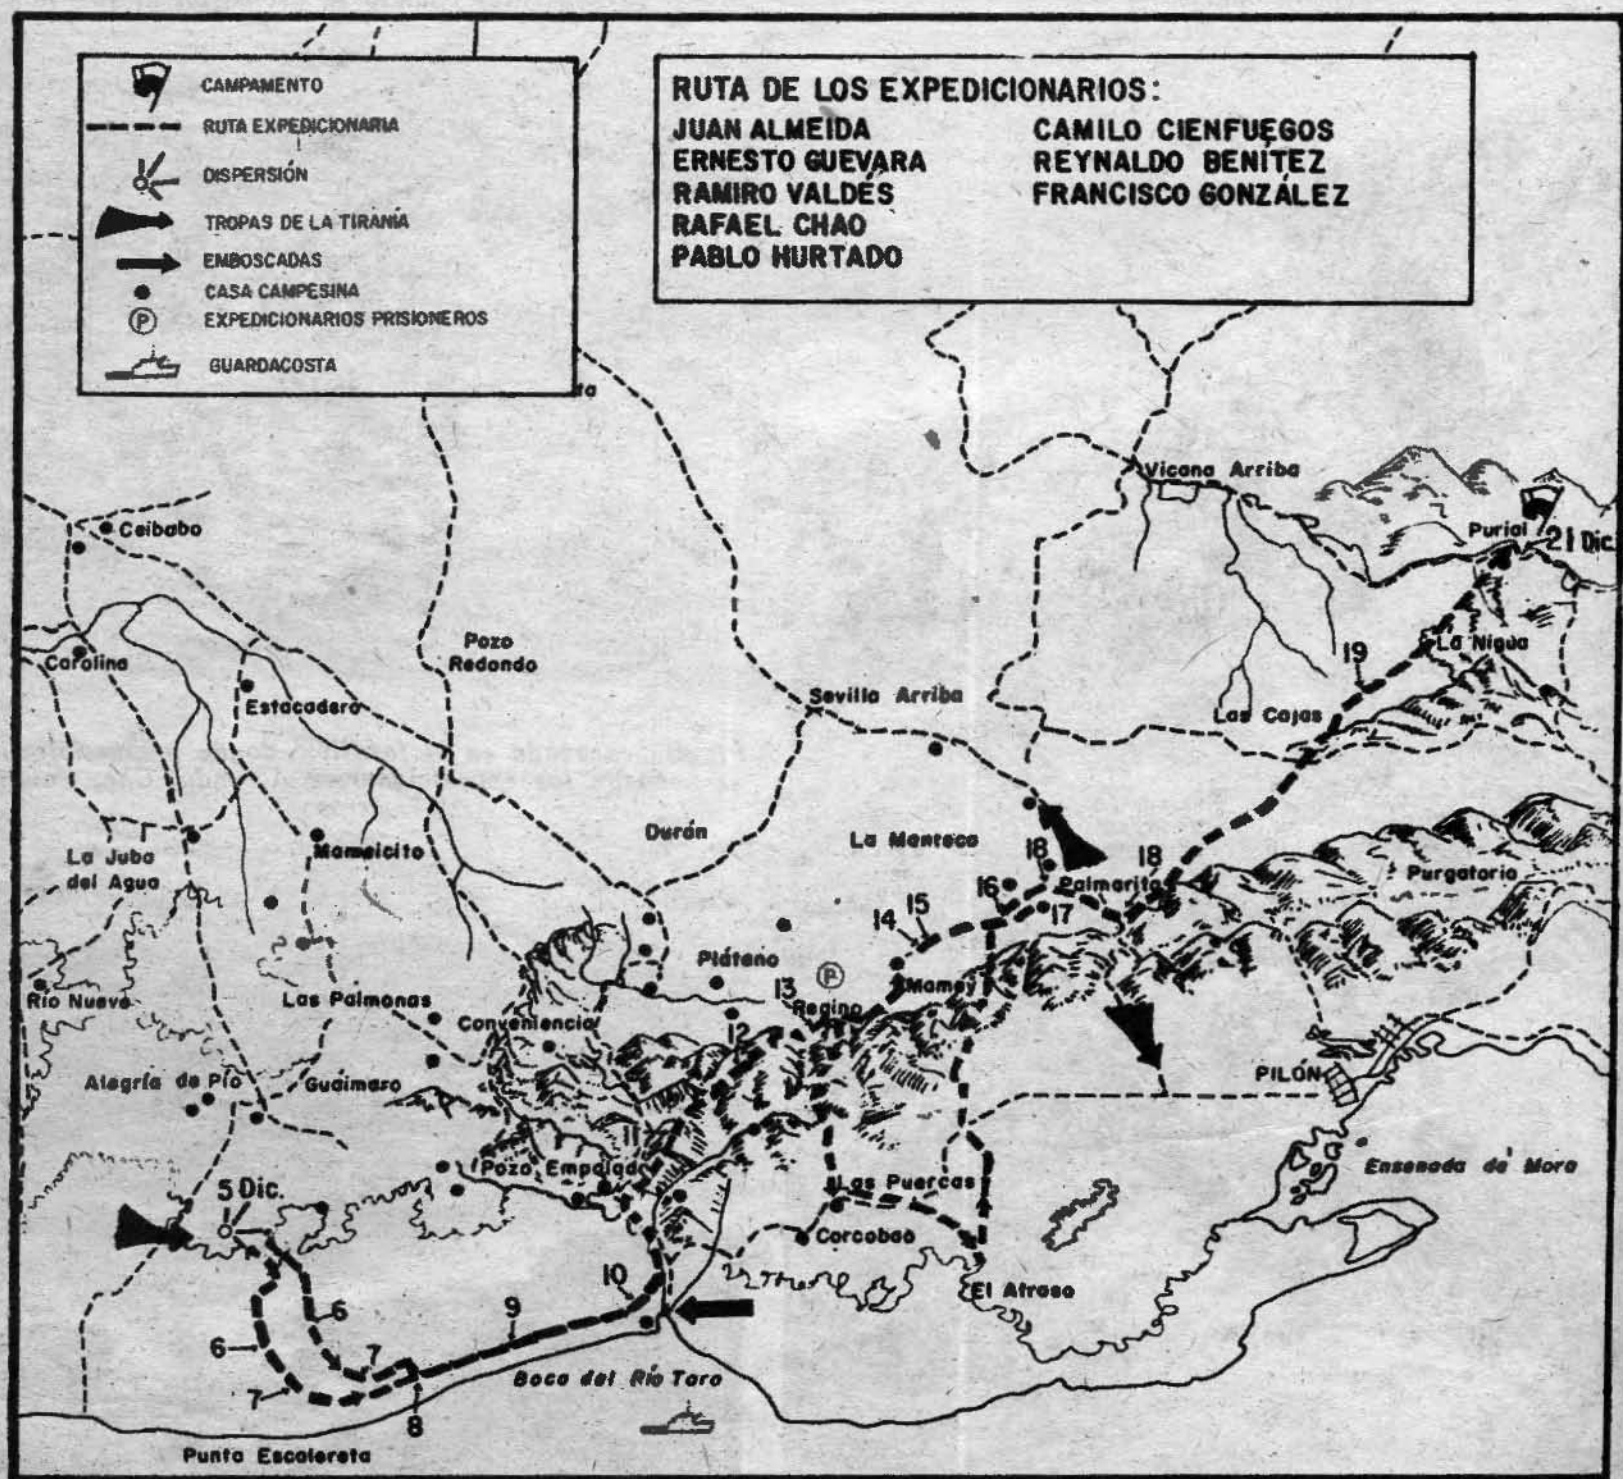 CAMPAMENTO
RUTA EXPEDICIONARIA
DISPERSIÓN
TROPAS DE LA TIRANÍA
EMBOSCADAS
CASA CAMPESINA
P
EXPEDICIONARIOS PRISIONEROS
GUARDACOSTA
RUTA DE LOS EXPEDICIONARIOS:
JUAN ALMEIDA
ERNESTO GUEVARA
RAMIRO VALDÉS
RAFAEL CHAO
PABLO HURTADO
CAMILO CIENFUEGOS
REYNALDO BENÍTEZ
FRANCISCO GONZÁLEZ
Vicana Arriba
Purial
21 Dic.
Ceibabo
Carolina
Estacadero
Pozo
Redondo
Sevilla Arriba
La Nigua
19
Las Cajas
La Juba
del Agua
Mameicito
Durán
La Manteca
18
18
16
Palmarito
17
Purgatorio
14
15
Plátano
P
13
Regino
Mamey
Río Nuevo
Las Palmonas
Conveniencia
12
Alegría de Pío
Guáimaro
PILÓN
11
Pozo Empalado
Las Puercas
Ensenada de Mora
5 Dic.
Corcobao
El Atraso
10
9
6
6
7
7
8
Boca del Río Toro
Punta Escalereta